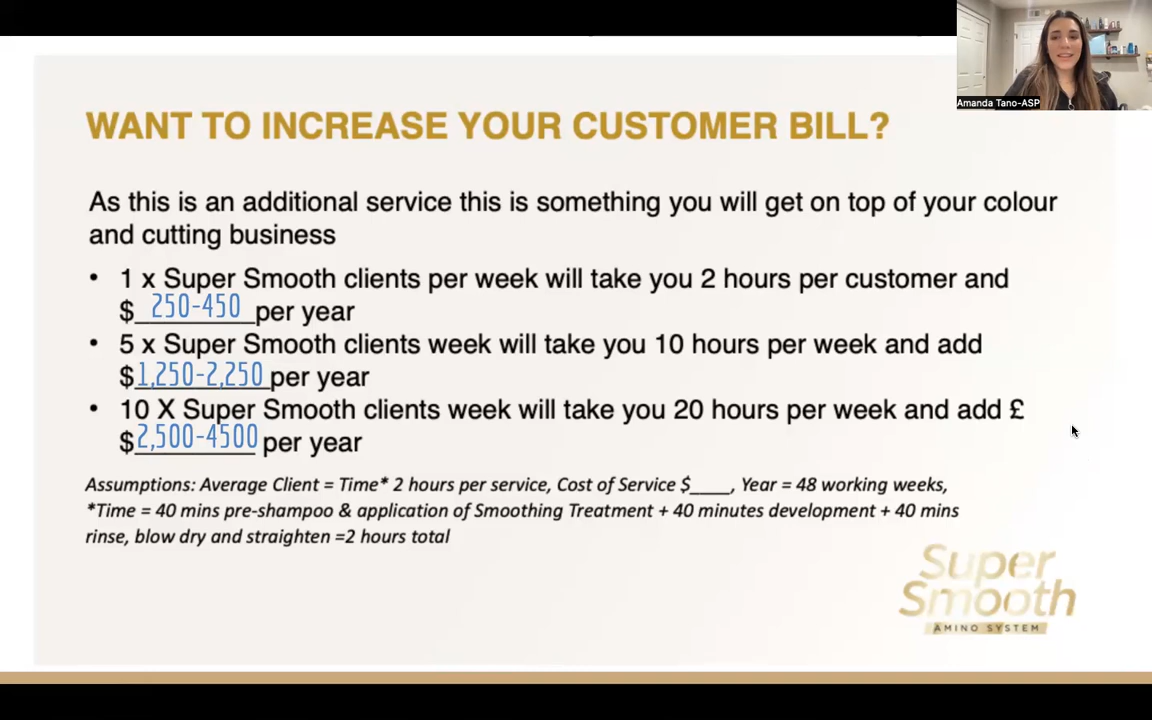 Amanda Tano-ASP
WANT TO INCREASE YOUR CUSTOMER BILL?
As this is an additional service this is something you will get on top of your colour
and cutting business
• 1 x Super Smooth clients per week will take you 2 hours per customer and
$ 250-450 per year
• 5 x Super Smooth clients week will take you 10 hours per week and add
$1,250-2,250 per year
• 10 X Super Smooth clients week will take you 20 hours per week and add £
$2,500-4500 per year
Assumptions: Average Client = Time* 2 hours per service, Cost of Service $____, Year = 48 working weeks,
*Time = 40 mins pre-shampoo & application of Smoothing Treatment + 40 minutes development + 40 mins
rinse, blow dry and straighten =2 hours total
Super
Smooth
AMINO SYSTEM